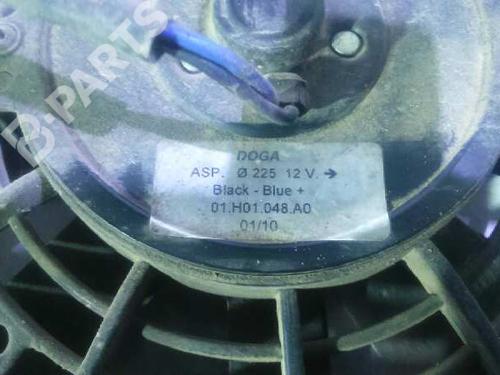 B-PARTS
DOGA
ASP. Ø 225 12 V. →
Black - Blue +
01.H01.048.A0
01/10